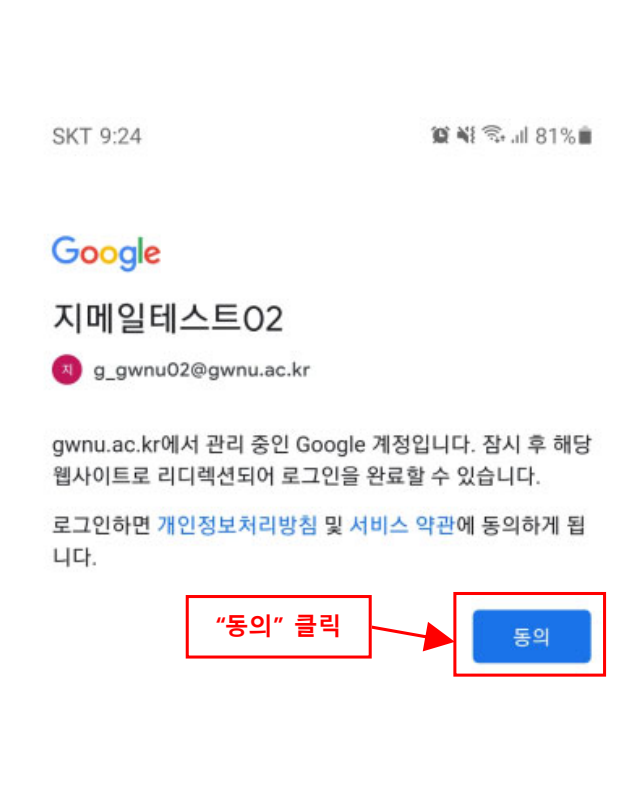 SKT 9:24 81%
Google
지메일테스트02
지 g_gwnu02@gwnu.ac.kr
gwnu.ac.kr에서 관리 중인 Google 계정입니다. 잠시 후 해당
웹사이트로 리디렉션되어 로그인을 완료할 수 있습니다.
로그인하면 개인정보처리방침 및 서비스 약관에 동의하게 됩
니다.
“동의” 클릭
동의